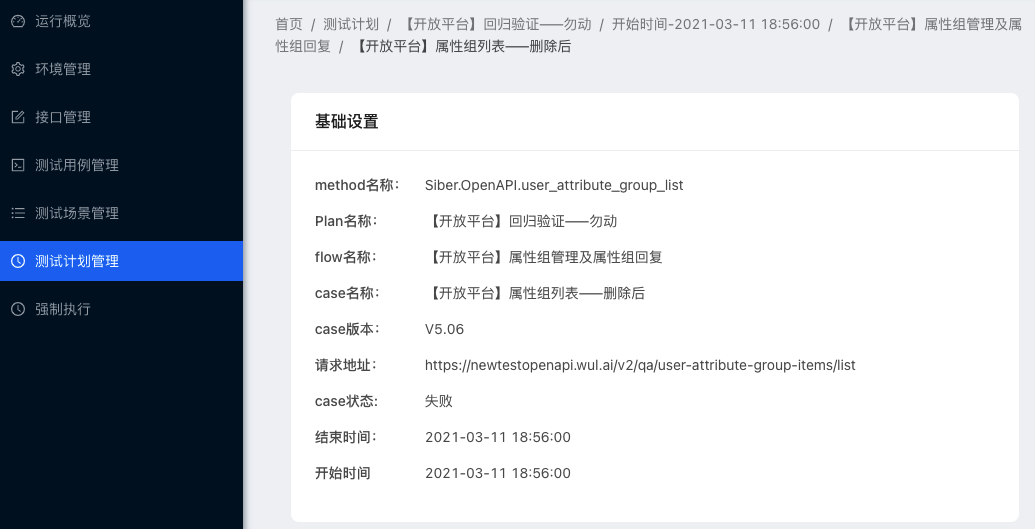 运行概览
环境管理
接口管理
测试用例管理
测试场景管理
测试计划管理
强制执行
首页 / 测试计划 / 【开放平台】回归验证——勿动 / 开始时间-2021-03-11 18:56:00 / 【开放平台】属性组管理及属
性组回复 / 【开放平台】属性组列表——删除后
基础设置
method名称： Siber.OpenAPI.user_attribute_group_list
Plan名称： 【开放平台】回归验证——勿动
flow名称： 【开放平台】属性组管理及属性组回复
case名称： 【开放平台】属性组列表——删除后
case版本： V5.06
请求地址： https://newtestopenapi.wul.ai/v2/qa/user-attribute-group-items/list
case状态: 失败
结束时间： 2021-03-11 18:56:00
开始时间 2021-03-11 18:56:00